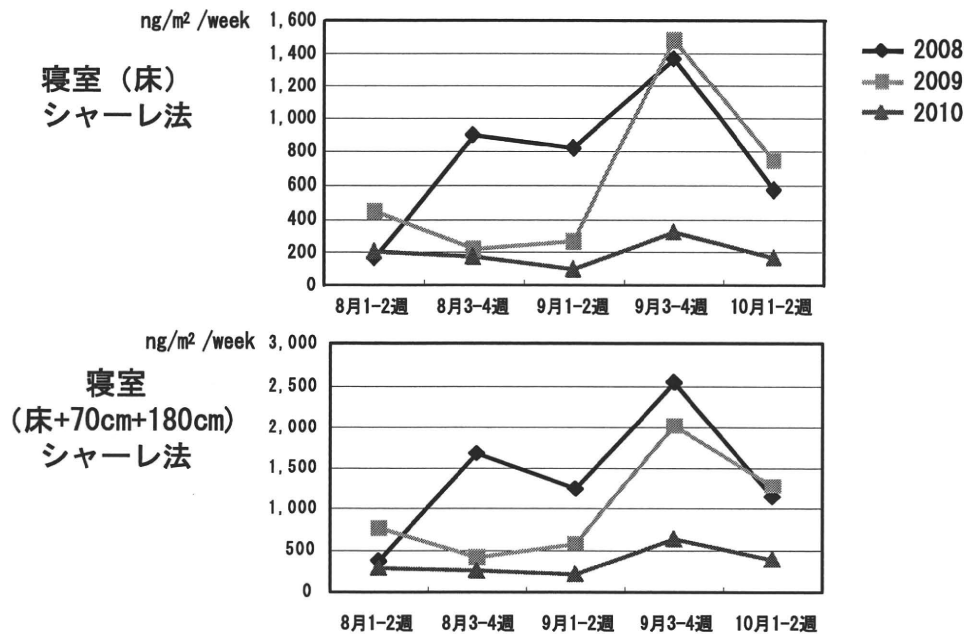 ng/m² /week
1,600
1,400
1,200
1,000
800
600
400
200
0
寝室（床）
シャーレ法
2008
2009
2010
8月1-2週 8月3-4週 9月1-2週 9月3-4週 10月1-2週
ng/m² /week
3,000
2,500
2,000
1,500
1,000
500
0
寝室
(床+70cm+180cm)
シャーレ法
8月1-2週 8月3-4週 9月1-2週 9月3-4週 10月1-2週